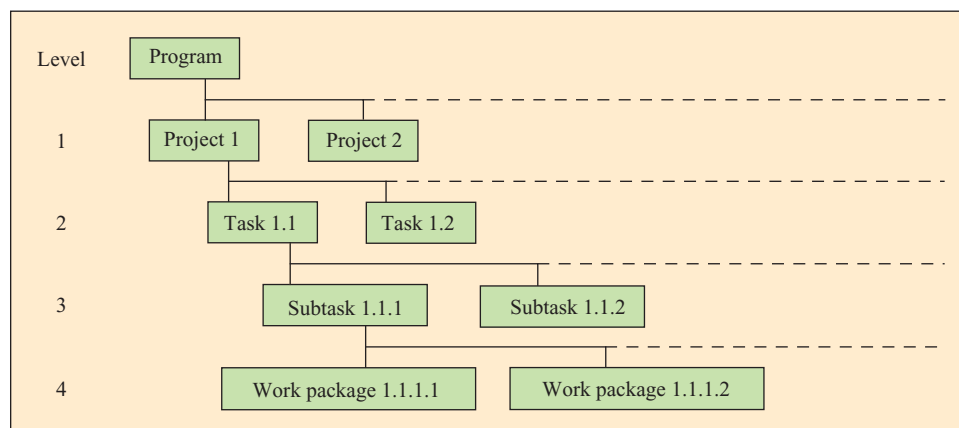 Level Program
1 Project 1 Project 2
2 Task 1.1 Task 1.2
3 Subtask 1.1.1 Subtask 1.1.2
4 Work package 1.1.1.1 Work package 1.1.1.2